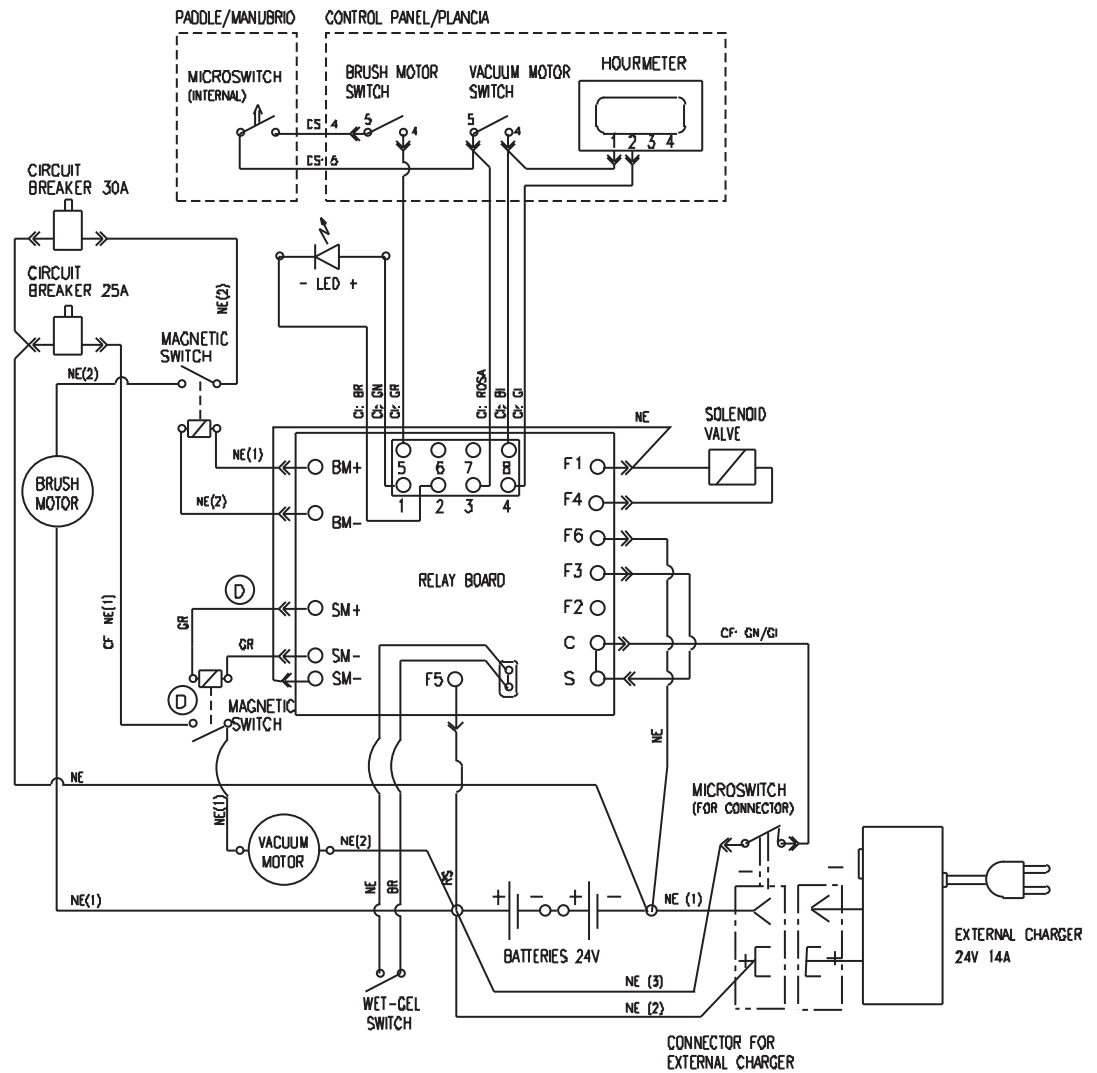 PADDLE/MANUBRIO
CONTROL PANEL/PLANCIA
MICROSWITCH
(INTERNAL)
BRUSH MOTOR
SWITCH
VACUUM MOTOR
SWITCH
HOURMETER
5
4
5
4
1 2 3 4
CS 4
CS 6
CIRCUIT
BREAKER 30A
CIRCUIT
BREAKER 25A
NE(2)
- LED +
MAGNETIC
SWITCH
NE(2)
CI: BR
CI: GN
CI: GR
CI: ROSA
CI: BI
CI: GI
NE
SOLENOID
VALVE
NE(1)
BM+
5 6 7 8
F1
BRUSH
MOTOR
NE(2)
BM-
1 2 3 4
F4
F6
RELAY BOARD
F3
D
SM+
F2
CF NE(1)
GR
GR
C
CF: GN/GI
SM-
SM-
F5
S
D
MAGNETIC
SWITCH
NE
NE
NE(1)
MICROSWITCH
(FOR CONNECTOR)
VACUUM
MOTOR
NE(2)
NE
BR
RS
-
-
NE(1)
+ - + -
NE (1)
BATTERIES 24V
+
+
EXTERNAL CHARGER
24V 14A
NE (3)
NE (2)
WET-GEL
SWITCH
CONNECTOR FOR
EXTERNAL CHARGER